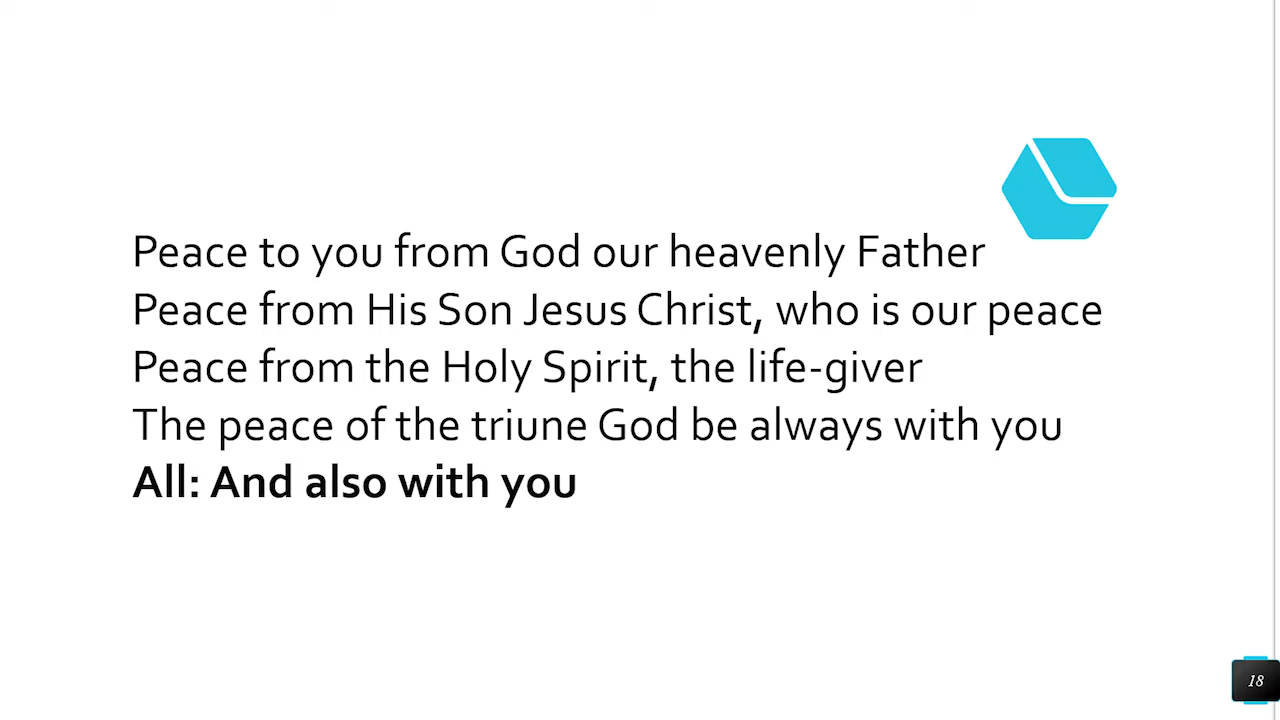 Peace to you from God our heavenly Father
Peace from His Son Jesus Christ, who is our peace
Peace from the Holy Spirit, the life-giver
The peace of the triune God be always with you
All: And also with you
18